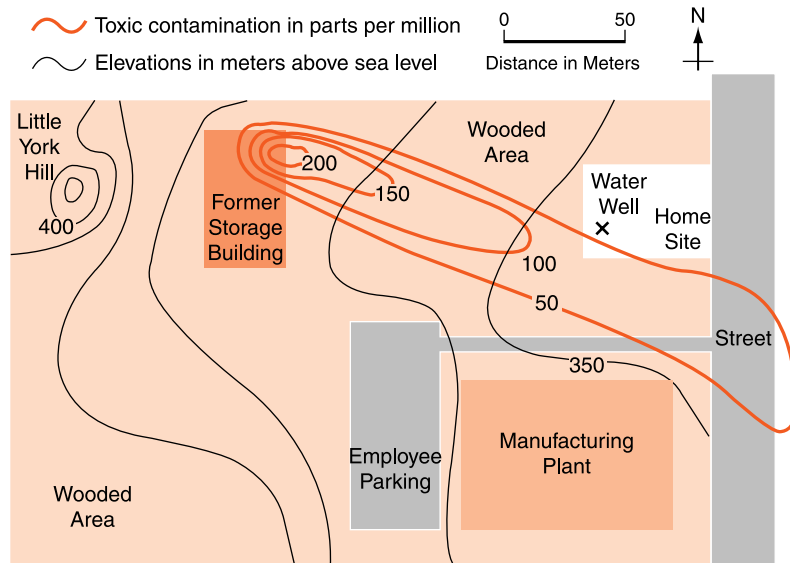 Toxic contamination in parts per million
Elevations in meters above sea level
0 50
Distance in Meters
N
Little
York
Hill
400
Former
Storage
Building
200
150
100
50
Wooded
Area
Water
Well
Home
Site
Street
350
Employee
Parking
Manufacturing
Plant
Wooded
Area